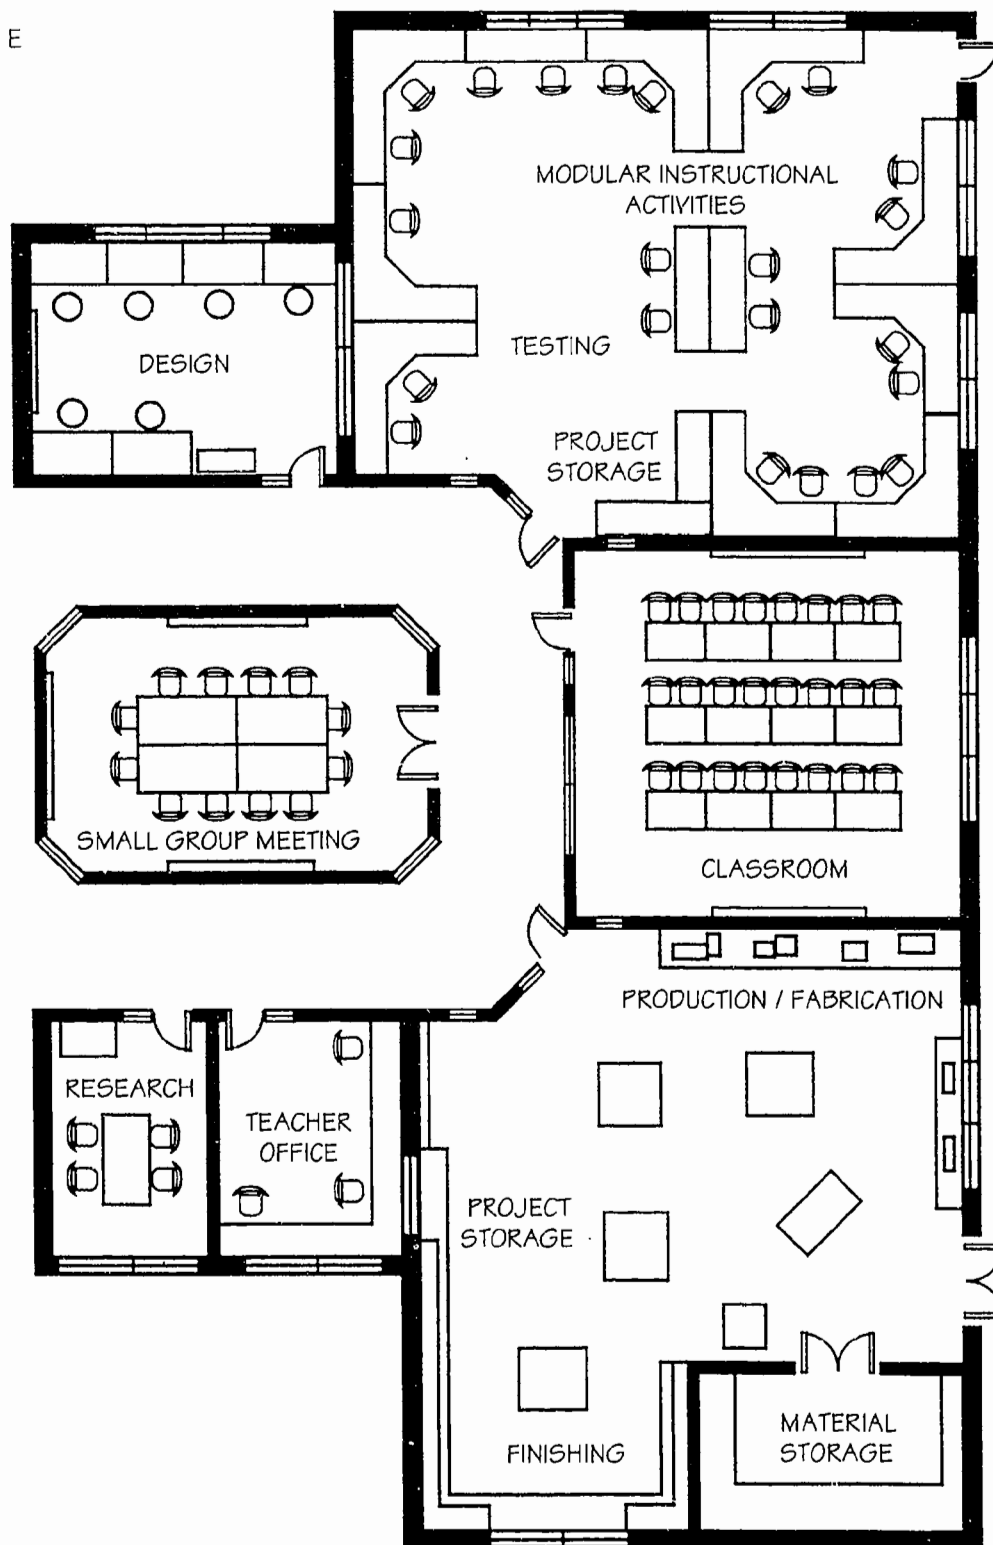 E
MODULAR INSTRUCTIONAL
ACTIVITIES
TESTING
DESIGN
PROJECT
STORAGE
SMALL GROUP MEETING
CLASSROOM
PRODUCTION / FABRICATION
RESEARCH
TEACHER
OFFICE
PROJECT
STORAGE
FINISHING
MATERIAL
STORAGE